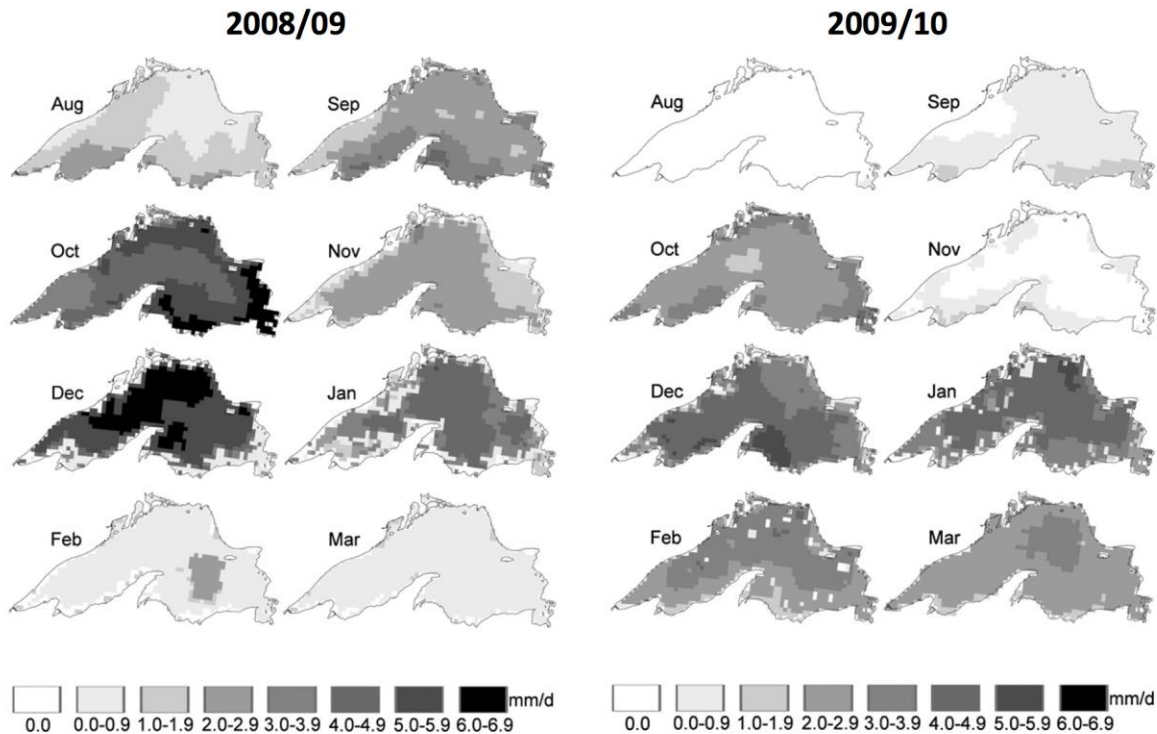 2008/09 2009/10
Aug Sep Aug Sep
Oct Nov Oct Nov
Dec Jan Dec Jan
Feb Mar Feb Mar
mm/d mm/d
0.0 0.0-0.9 1.0-1.9 2.0-2.9 3.0-3.9 4.0-4.9 5.0-5.9 6.0-6.9 0.0 0.0-0.9 1.0-1.9 2.0-2.9 3.0-3.9 4.0-4.9 5.0-5.9 6.0-6.9